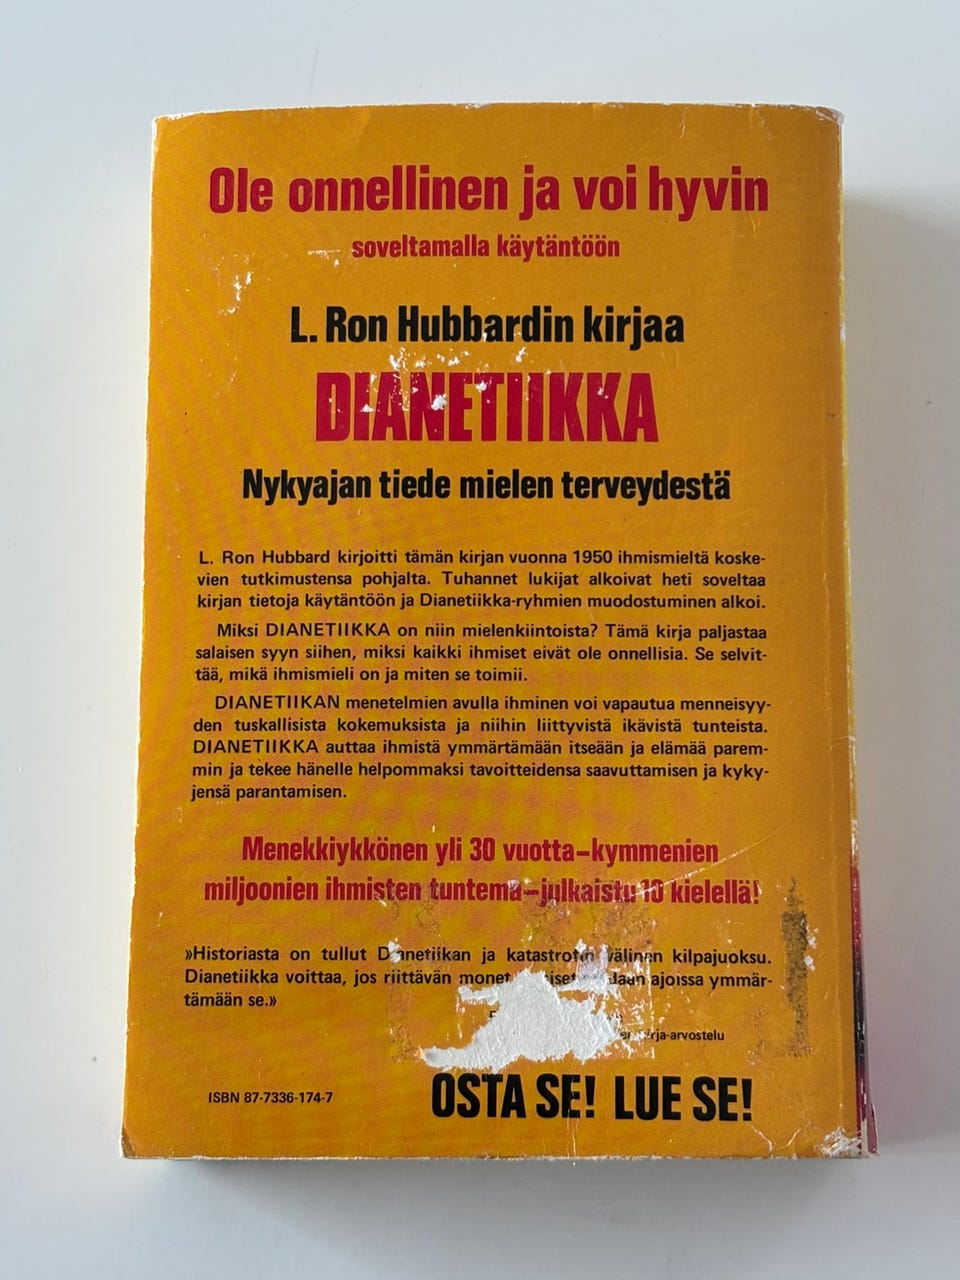 Ole onnellinen ja voi hyvin
soveltamalla käytäntöön
L. Ron Hubbardin kirjaa
DIANETIIKKA
Nykyajan tiede mielen terveydestä
L. Ron Hubbard kirjoitti tämän kirjan vuonna 1950 ihmismieltä koske-
vien tutkimustensa pohjalta. Tuhannet lukijat alkoivat heti soveltaa
kirjan tietoja käytäntöön ja Dianetiikka-ryhmien muodostuminen alkoi.
Miksi DIANETIIKKA on niin mielenkiintoista? Tämä kirja paljastaa
salaisen syyn siihen, miksi kaikki ihmiset eivät ole onnellisia. Se selvit-
tää, mikä ihmismieli on ja miten se toimii.
DIANETIIKAN menetelmien avulla ihminen voi vapautua menneisyy-
den tuskallisista kokemuksista ja niihin liittyvistä ikävistä tunteista.
DIANETIIKKA auttaa ihmistä ymmärtämään itseään ja elämää parem-
min ja tekee hänelle helpommaksi tavoitteidensa saavuttamisen ja kyky-
jensä parantamisen.
Menekkiykkönen yli 30 vuotta–kymmenien
miljoonien ihmisten tuntema–julkaistu 10 kielellä!
»Historiasta on tullut Dianetiikan ja katastrofin välinen kilpajuoksu.
Dianetiikka voittaa, jos riittävän monet ajoissa ymmär-
tämään se.»
kirja-arvostelu
ISBN 87-7336-174-7
OSTA SE! LUE SE!